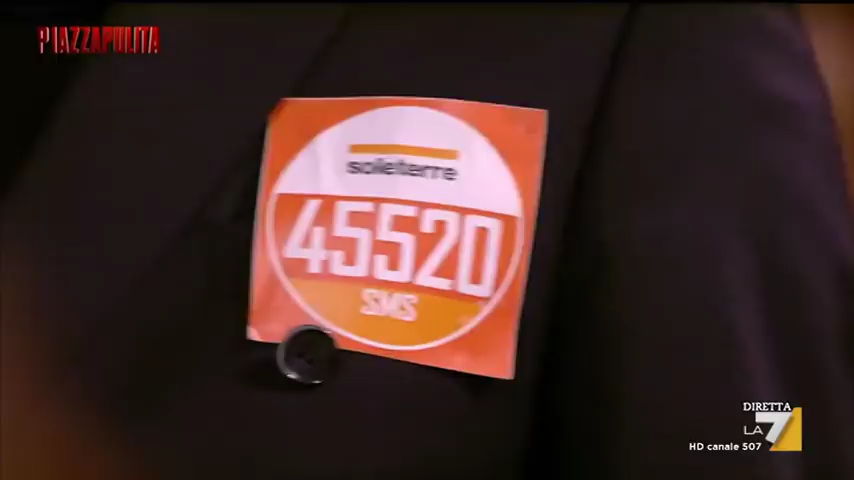 PIAZZAPULITA
soleterre
45520
SMS
DIRETTA
LA7
HD canale 507